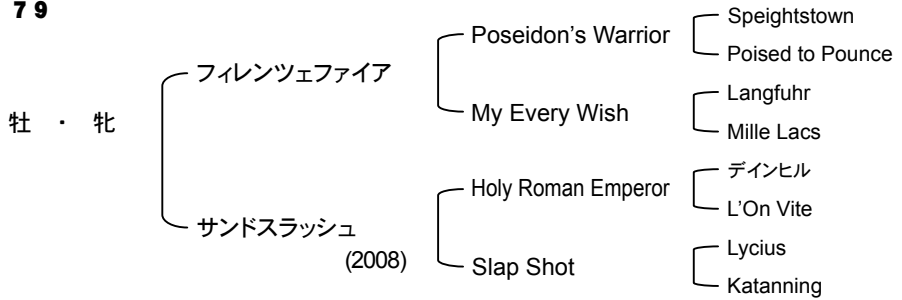 79
牡 ・ 牝
フィレンツェファイア
サンドスラッシュ
(2008)
Poseidon's Warrior
My Every Wish
Holy Roman Emperor
Slap Shot
Speightstown
Poised to Pounce
Langfuhr
Mille Lacs
デインヒル
L'On Vite
Lycius
Katanning